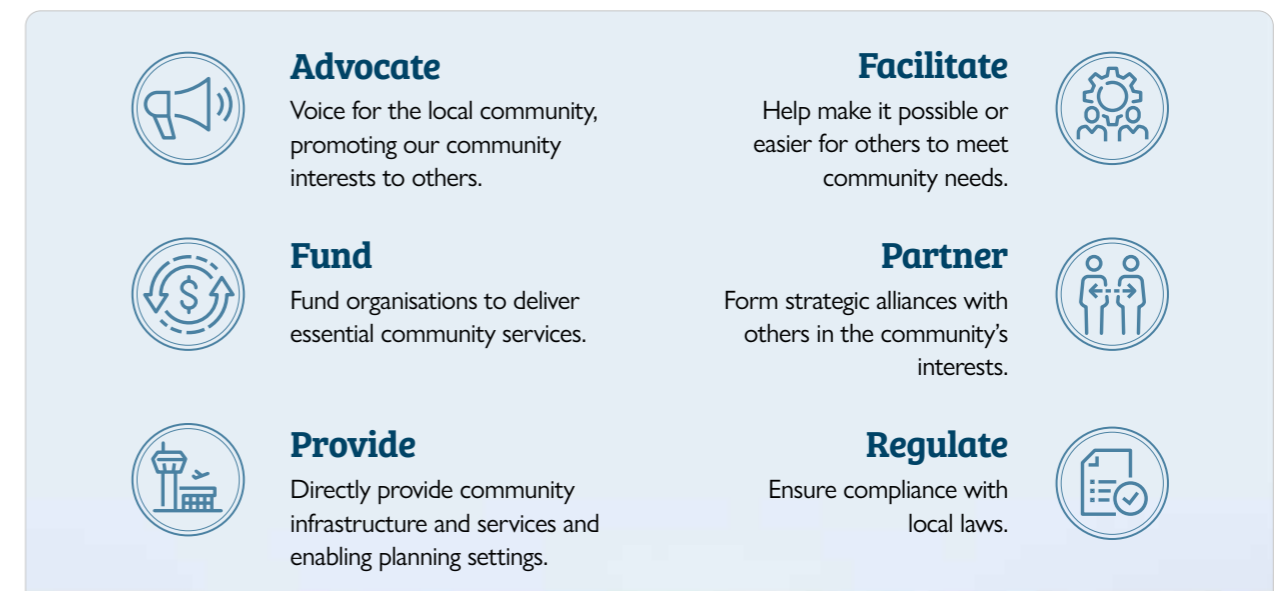 Advocate
Voice for the local community,
promoting our community
interests to others.
Facilitate
Help make it possible or
easier for others to meet
community needs.
Fund
Fund organisations to deliver
essential community services.
Partner
Form strategic alliances with
others in the community’s
interests.
Provide
Directly provide community
infrastructure and services and
enabling planning settings.
Regulate
Ensure compliance with
local laws.